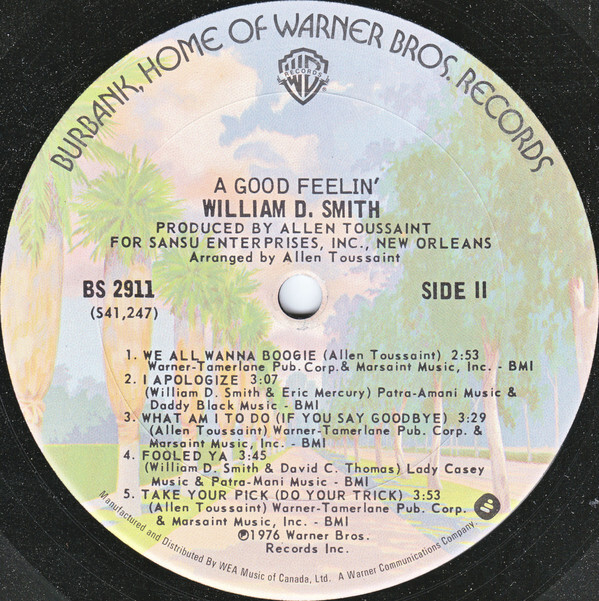 BURBANK, HOME OF WARNER BROS. RECORDS
RECORDS
A GOOD FEELIN'
WILLIAM D. SMITH
PRODUCED BY ALLEN TOUSSAINT
FOR SANSU ENTERPRISES, INC., NEW ORLEANS
Arranged by Allen Toussaint
BS 2911
SIDE II
(S41,247)
1. WE ALL WANNA BOOGIE (Allen Toussaint) 2:53
Warner-Tamerlane Pub. Corp. & Marsaint Music, Inc. - BMI
2. I APOLOGIZE 3:07
(William D. Smith & Eric Mercury) Patra-Amani Music &
Daddy Black Music - BMI
3. WHAT AM I TO DO (IF YOU SAY GOODBYE) 3:29
(Allen Toussaint) Warner-Tamerlane Pub. Corp. &
Marsaint Music, Inc. - BMI
4. FOOLED YA 3:45
(William D. Smith & David C. Thomas) Lady Casey
Music & Patra-Mani Music - BMI
5. TAKE YOUR PICK (DO YOUR TRICK) 3:53
(Allen Toussaint) Warner-Tamerlane Pub. Corp.
& Marsaint Music, Inc. - BMI
℗1976 Warner Bros.
Records Inc.
Manufactured and Distributed By WEA Music of Canada, Ltd. A Warner Communications Company